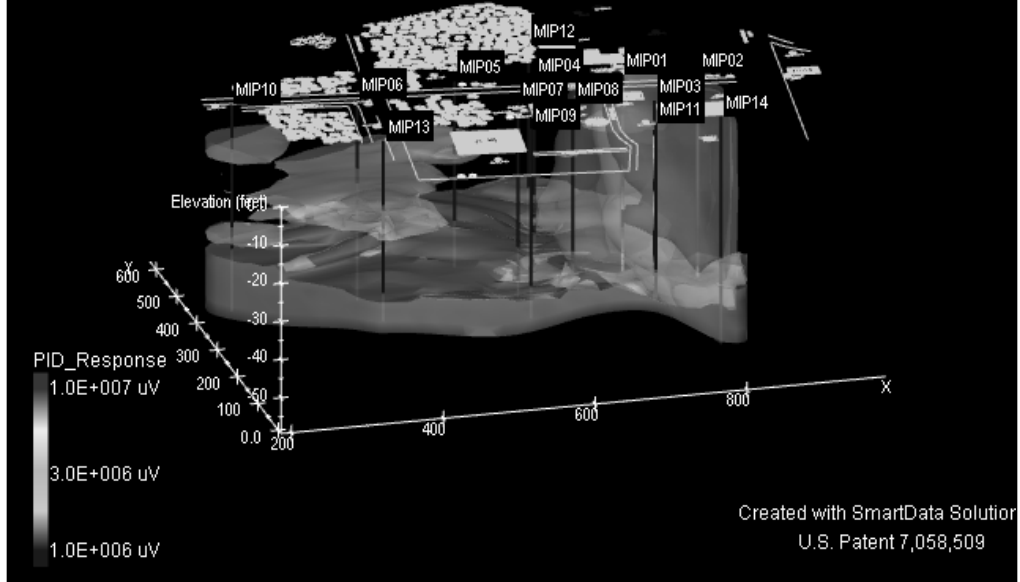 MIP12
MIP05
MIP04
MIP01
MIP02
MIP10
MIP06
MIP07
MIP08
MIP03
MIP09
MIP11
MIP14
MIP13
Elevation (feet)
0.0
-10
-20
-30
-40
-50
Y
600
500
400
300
200
100
0.0
200
400
600
800
X
PID_Response
1.0E+007 uV
3.0E+006 uV
1.0E+006 uV
Created with SmartData Solution
U.S. Patent 7,058,509